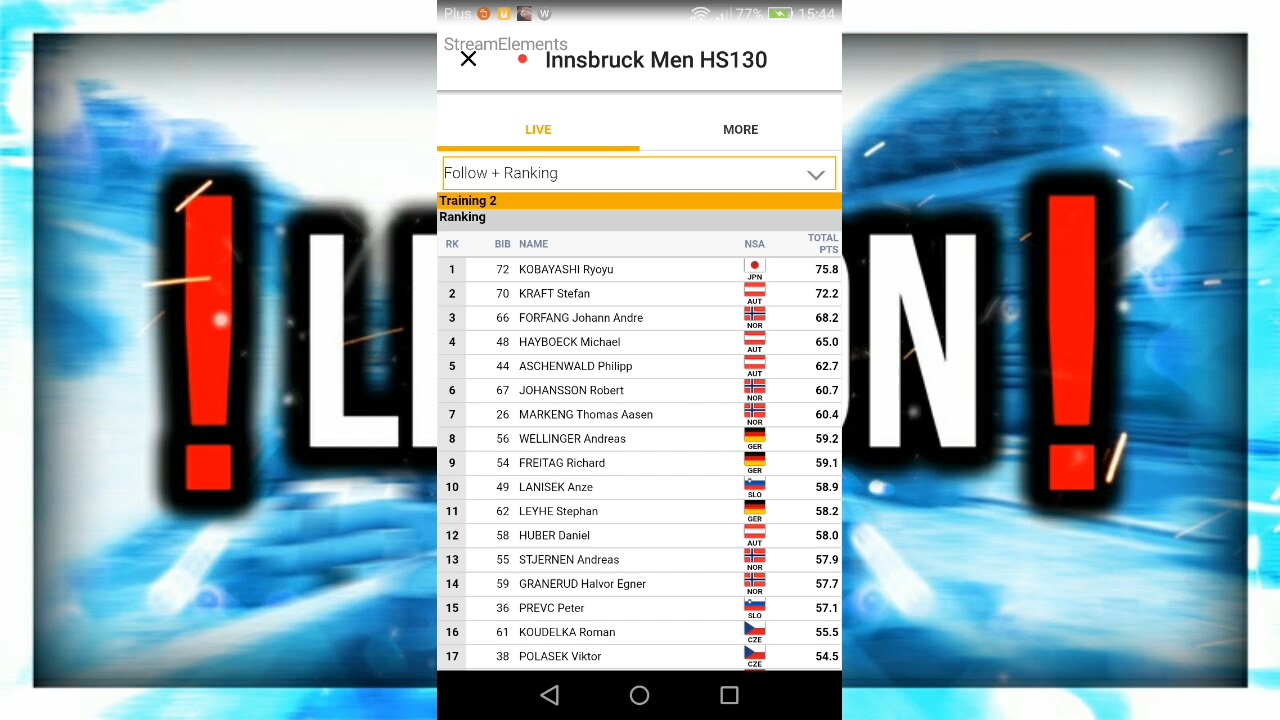 Plus W 77% 15:44
StreamElements
Innsbruck Men HS130
LIVE MORE
Follow + Ranking
Training 2
Ranking
RK BIB NAME NSA TOTAL PTS
1 72 KOBAYASHI Ryoyu JPN 75.8
2 70 KRAFT Stefan AUT 72.2
3 66 FORFANG Johann Andre NOR 68.2
4 48 HAYBOECK Michael AUT 65.0
5 44 ASCHENWALD Philipp AUT 62.7
6 67 JOHANSSON Robert NOR 60.7
7 26 MARKENG Thomas Aasen NOR 60.4
8 56 WELLINGER Andreas GER 59.2
9 54 FREITAG Richard GER 59.1
10 49 LANISEK Anze SLO 58.9
11 62 LEYHE Stephan GER 58.2
12 58 HUBER Daniel AUT 58.0
13 55 STJERNEN Andreas NOR 57.9
14 59 GRANERUD Halvor Egner NOR 57.7
15 36 PREVC Peter SLO 57.1
16 61 KOUDELKA Roman CZE 55.5
17 38 POLASEK Viktor CZE 54.5